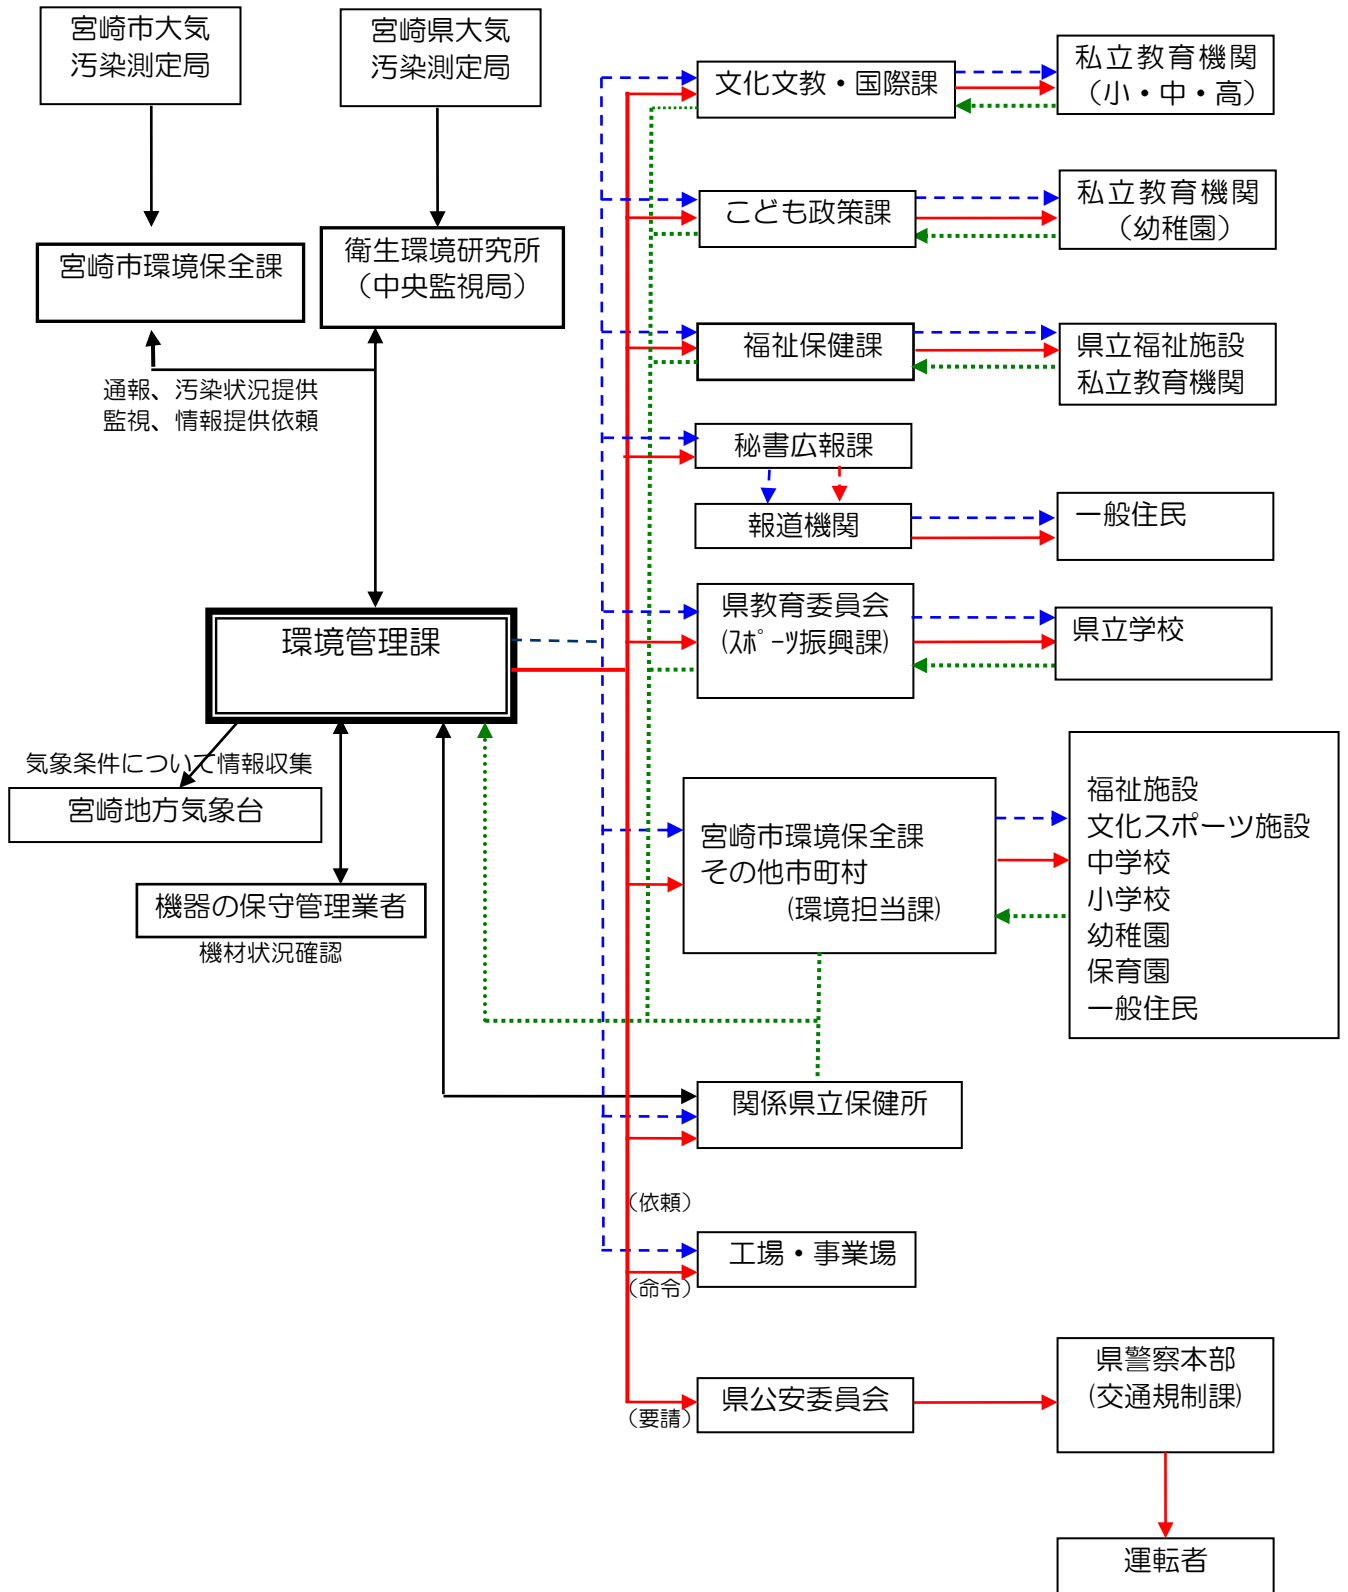 宮崎市大気
汚染測定局
宮崎県大気
汚染測定局
宮崎市環境保全課
衛生環境研究所
（中央監視局）
通報、汚染状況提供
監視、情報提供依頼
環境管理課
気象条件について情報収集
宮崎地方気象台
機器の保守管理業者
機材状況確認
文化文教・国際課
私立教育機関
（小・中・高）
こども政策課
私立教育機関
（幼稚園）
福祉保健課
県立福祉施設
私立教育機関
秘書広報課
報道機関
一般住民
県教育委員会
(ｽﾎﾟｰﾂ振興課)
県立学校
宮崎市環境保全課
その他市町村
(環境担当課)
福祉施設
文化スポーツ施設
中学校
小学校
幼稚園
保育園
一般住民
関係県立保健所
（依頼）
工場・事業場
（命令）
県公安委員会
（要請）
県警察本部
(交通規制課)
運転者